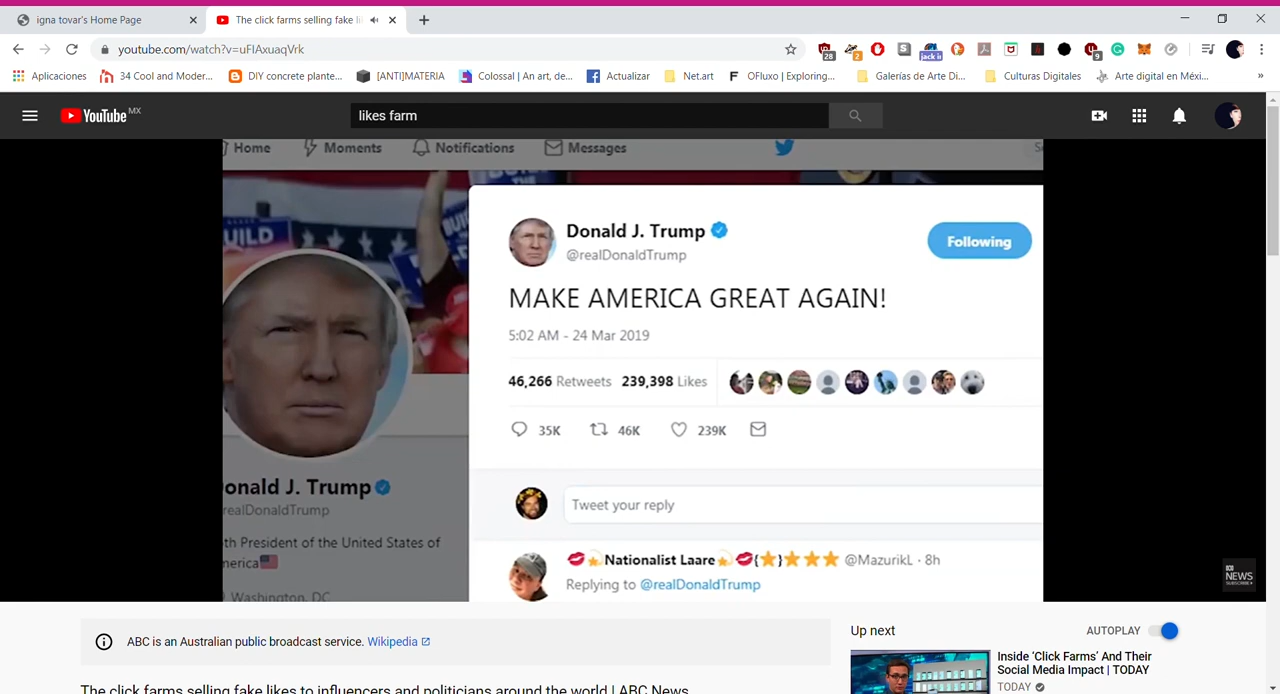 igna tovar's Home Page
The click farms selling fake li
youtube.com/watch?v=uFIAxuaqVrk
28
2
jack i
9
Aplicaciones
34 Cool and Moder...
DIY concrete plante...
[ANTI]MATERIA
Colossal | An art, de...
Actualizar
Net.art
OFluxo | Exploring...
Galerías de Arte Di...
Culturas Digitales
Arte digital en Méxi...
»
YouTube MX
likes farm
Home
Moments
Notifications
Messages
BUILD
Donald J. Trump
@realDonaldTrump
Following
MAKE AMERICA GREAT AGAIN!
5:02 AM - 24 Mar 2019
46,266 Retweets 239,398 Likes
35K
46K
239K
Tweet your reply
💋💫Nationalist Laare💫💋{⭐}⭐⭐⭐ @MazurikL · 8h
Replying to @realDonaldTrump
onald J. Trump
realDonaldTrump
th President of the United States of
merica🇺🇸
Washington, DC
NEWS
SUBSCRIBE
ABC is an Australian public broadcast service. Wikipedia
The click farms selling fake likes to influencers and politicians around the world | ABC News
Up next
AUTOPLAY
Inside 'Click Farms' And Their
Social Media Impact | TODAY
TODAY